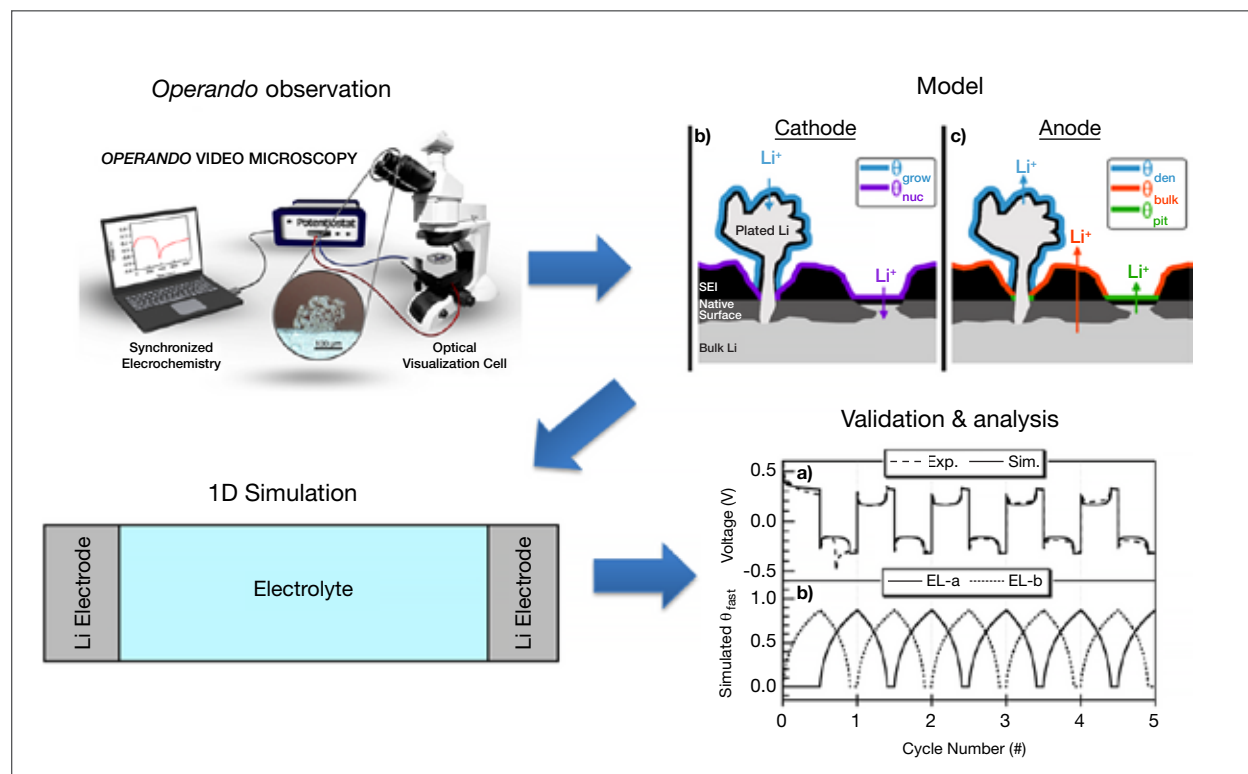 Operando observation
OPERANDO VIDEO MICROSCOPY
Potentiostat
100 μm
Synchronized
Elecrochemistry
Optical
Visualization Cell
Model
b)
Cathode
Li+
θgrow
θnuc
Plated Li
Li+
SEI
Native
Surface
Bulk Li
c)
Anode
Li+
θden
θbulk
θpit
Li+
Li+
1D Simulation
Li Electrode
Electrolyte
Li Electrode
Validation & analysis
Exp. Sim.
a)
Voltage (V)
0.5
0.0
-0.5
EL-a EL-b
b)
Simulated θfast
1.0
0.5
0.0
0 1 2 3 4 5
Cycle Number (#)